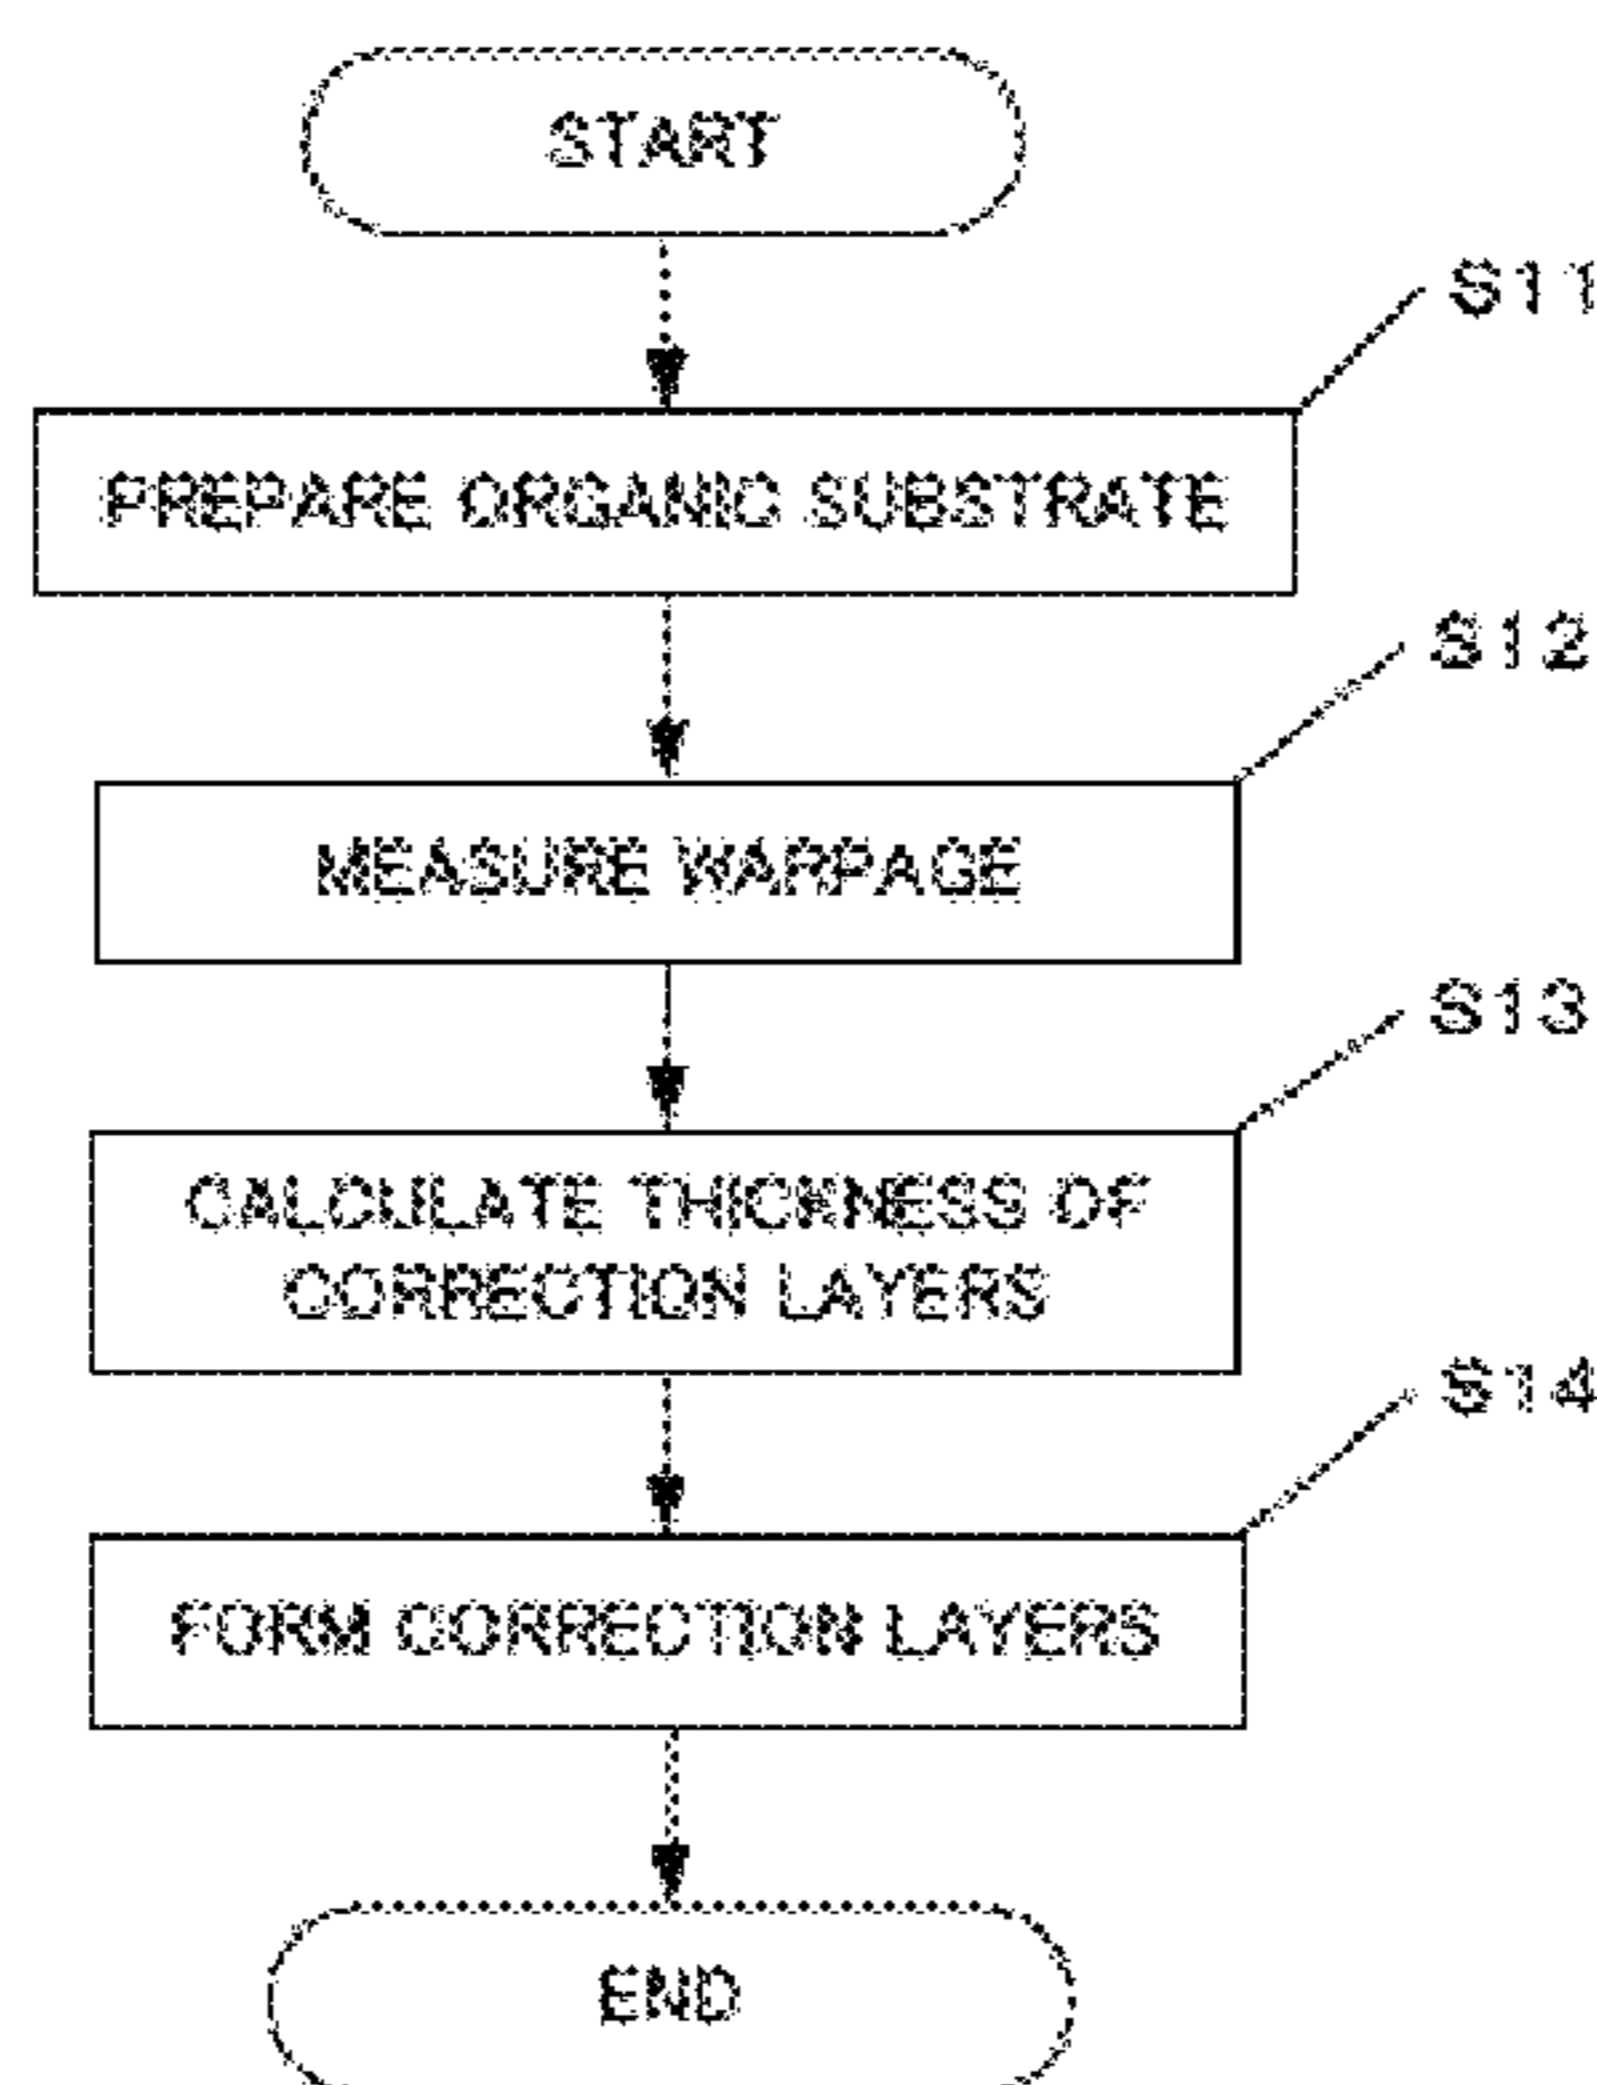 START
S11
PREPARE ORGANIC SUBSTRATE
S12
MEASURE WARPAGE
S13
CALCULATE THICKNESS OF
CORRECTION LAYERS
S14
FORM CORRECTION LAYERS
END